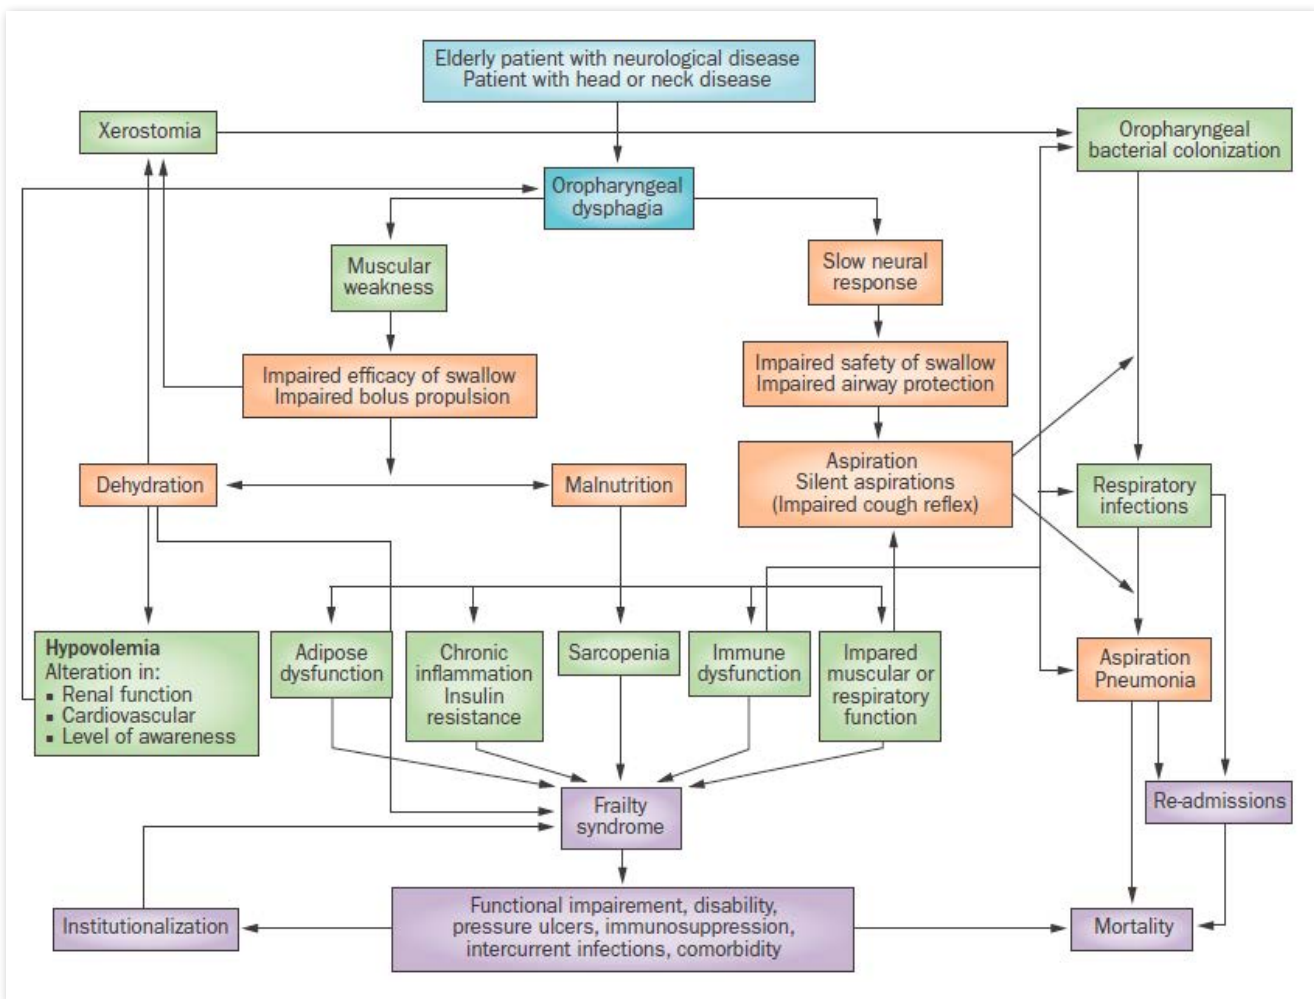 Elderly patient with neurological disease
Patient with head or neck disease
Xerostomia
Oropharyngeal
bacterial colonization
Oropharyngeal
dysphagia
Muscular
weakness
Slow neural
response
Impaired efficacy of swallow
Impaired bolus propulsion
Impaired safety of swallow
Impaired airway protection
Dehydration
Malnutrition
Aspiration
Silent aspirations
(Impaired cough reflex)
Respiratory
infections
Hypovolemia
Alteration in:
▪ Renal function
▪ Cardiovascular
▪ Level of awareness
Adipose
dysfunction
Chronic
inflammation
Insulin
resistance
Sarcopenia
Immune
dysfunction
Impared
muscular or
respiratory
function
Aspiration
Pneumonia
Frailty
syndrome
Re-admissions
Institutionalization
Functional impairment, disability,
pressure ulcers, immunosuppression,
intercurrent infections, comorbidity
Mortality